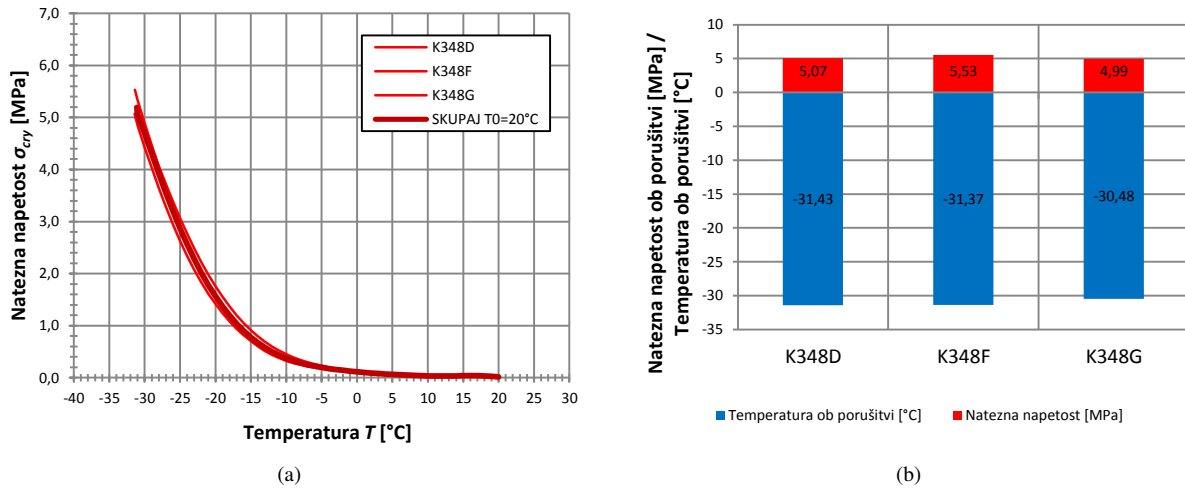 7,0
6,0
5,0
4,0
3,0
2,0
1,0
0,0
Natezna napetost σcry [MPa]
K348D
K348F
K348G
SKUPAJ T0=20°C
-40 -35 -30 -25 -20 -15 -10 -5 0 5 10 15 20 25 30
Temperatura T [°C]
(a)
Natezna napetost ob porušitvi [MPa] /
Temperatura ob porušitvi [°C]
10
5
0
-5
-10
-15
-20
-25
-30
-35
5,07 5,53 4,99
-31,43 -31,37 -30,48
K348D K348F K348G
Temperatura ob porušitvi [°C] Natezna napetost [MPa]
(b)